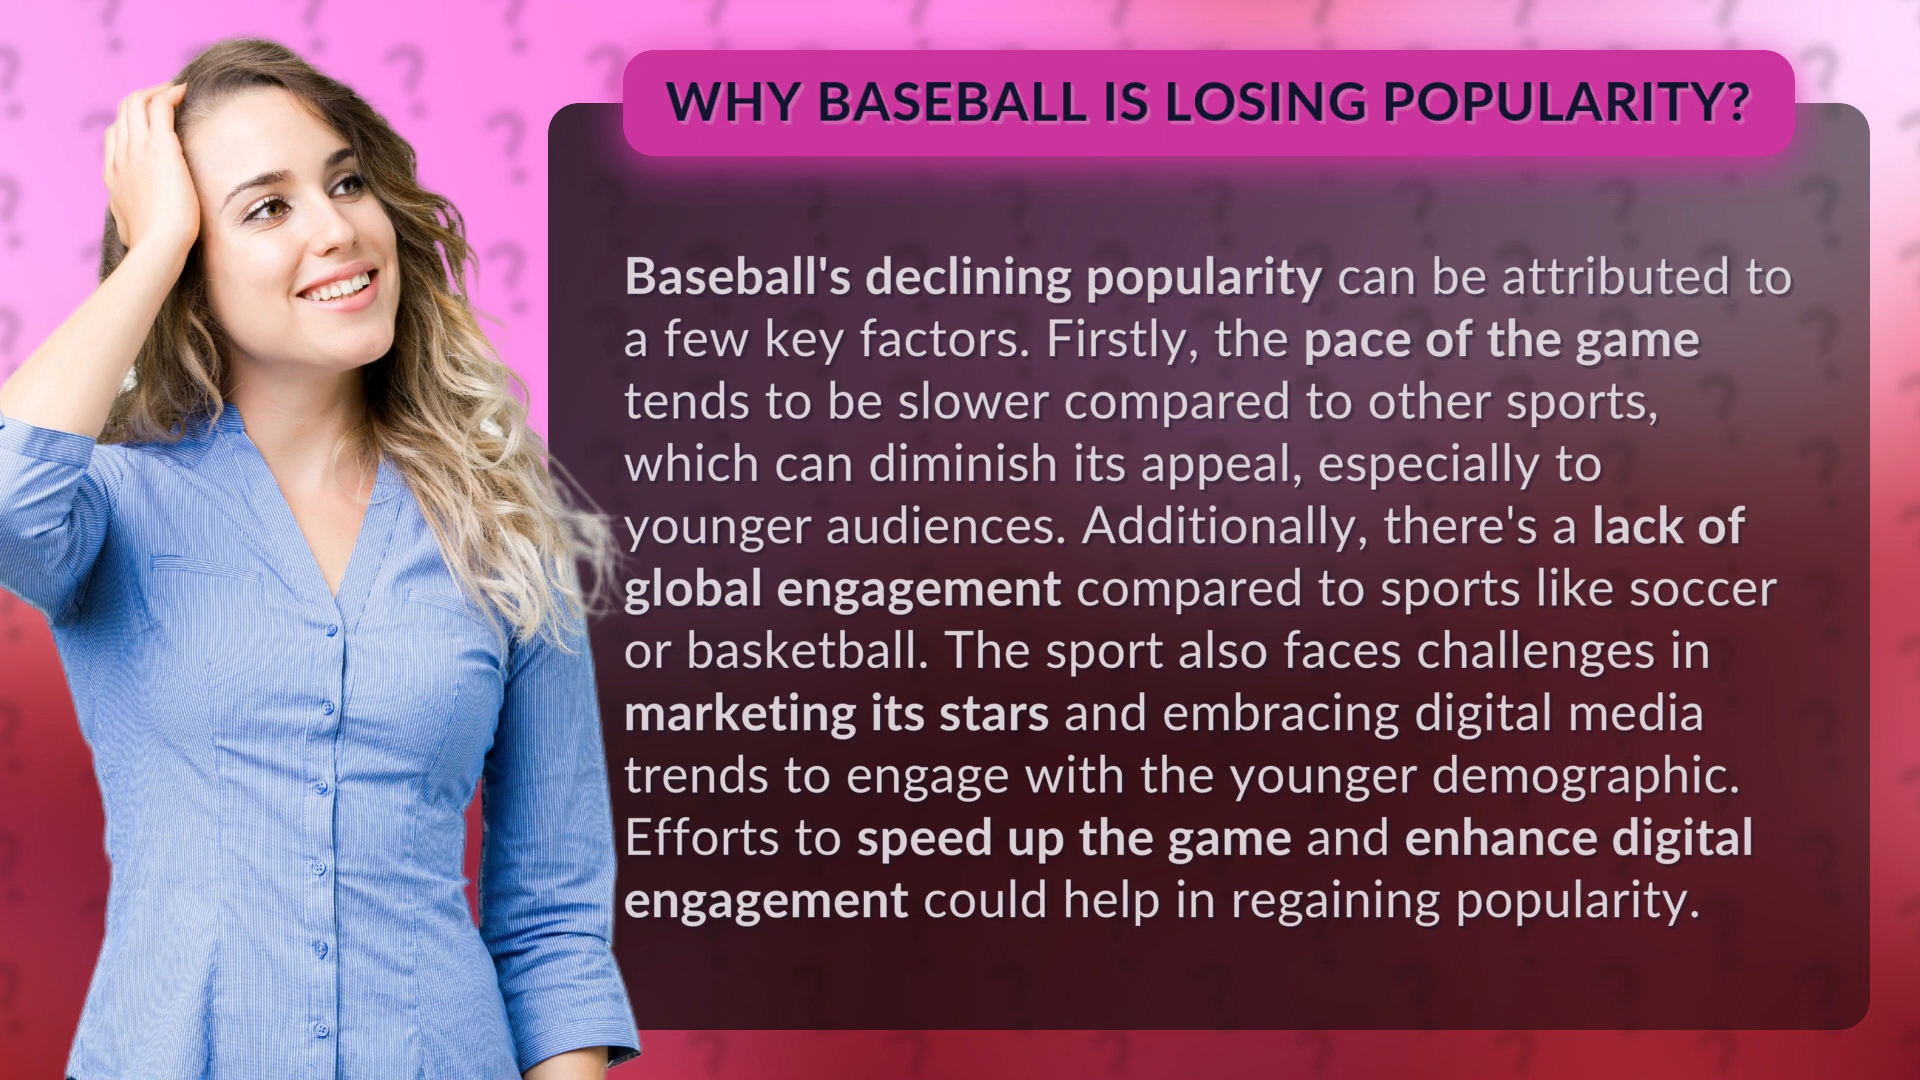 WHY BASEBALL IS LOSING POPULARITY?
Baseball's declining popularity can be attributed to
a few key factors. Firstly, the pace of the game
tends to be slower compared to other sports,
which can diminish its appeal, especially to
younger audiences. Additionally, there's a lack of
global engagement compared to sports like soccer
or basketball. The sport also faces challenges in
marketing its stars and embracing digital media
trends to engage with the younger demographic.
Efforts to speed up the game and enhance digital
engagement could help in regaining popularity.